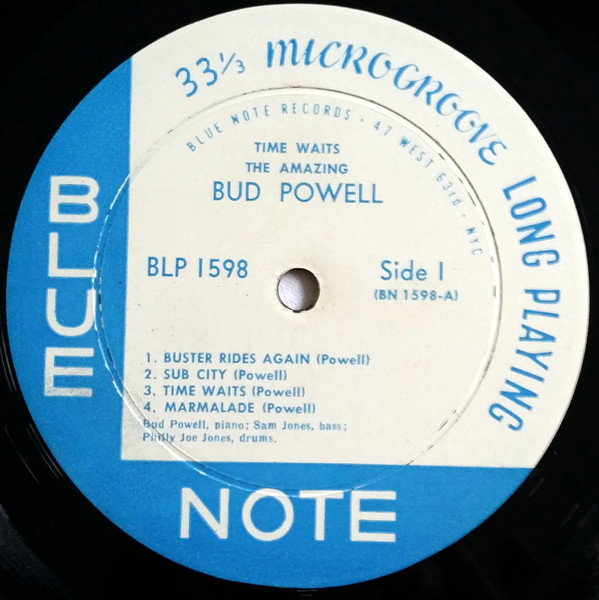 33⅓ MICROGROOVE LONG PLAYING
BLUE NOTE RECORDS · 47 WEST 63rd · NYC
TIME WAITS
THE AMAZING
BUD POWELL
BLP 1598
Side 1
(BN 1598-A)
1. BUSTER RIDES AGAIN (Powell)
2. SUB CITY (Powell)
3. TIME WAITS (Powell)
4. MARMALADE (Powell)
Bud Powell, piano; Sam Jones, bass;
Philly Joe Jones, drums.
BLUE
NOTE